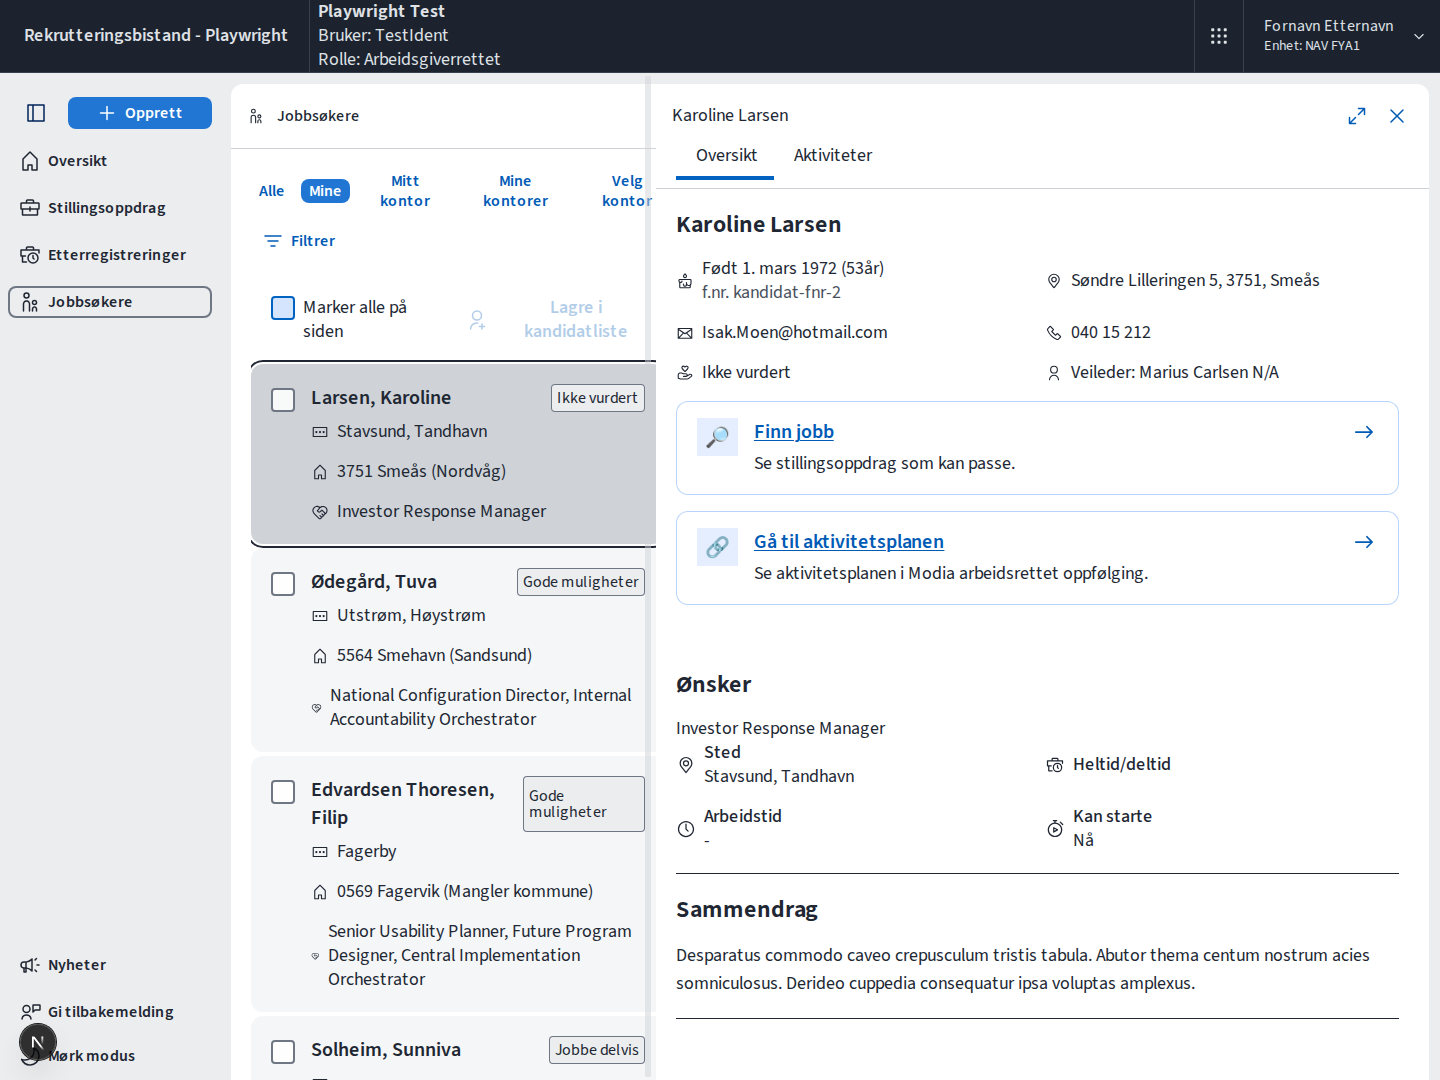 Rekrutteringsbistand - Playwright
Playwright Test
Bruker: TestIdent
Rolle: Arbeidsgiverrettet
Fornavn Etternavn
Enhet: NAV FYA1
Opprett
Oversikt
Stillingsoppdrag
Etterregistreringer
Jobbsøkere
Nyheter
Gi tilbakemelding
N
Mørk modus
Jobbsøkere
Alle
Mine
Mitt
kontor
Mine
kontorer
Velg
kontor
Filtrer
Marker alle på
siden
Lagre i
kandidatliste
Larsen, Karoline
Ikke vurdert
Stavsund, Tandhavn
3751 Smeås (Nordvåg)
Investor Response Manager
Ødegård, Tuva
Gode muligheter
Utstrøm, Høystrøm
5564 Smehavn (Sandsund)
National Configuration Director, Internal
Accountability Orchestrator
Edvardsen Thoresen,
Filip
Gode
muligheter
Fagerby
0569 Fagervik (Mangler kommune)
Senior Usability Planner, Future Program
Designer, Central Implementation
Orchestrator
Solheim, Sunniva
Jobbe delvis
Karoline Larsen
Oversikt
Aktiviteter
Karoline Larsen
Født 1. mars 1972 (53år)
f.nr. kandidat-fnr-2
Søndre Lilleringen 5, 3751, Smeås
Isak.Moen@hotmail.com
040 15 212
Ikke vurdert
Veileder: Marius Carlsen N/A
Finn jobb
Se stillingsoppdrag som kan passe.
Gå til aktivitetsplanen
Se aktivitetsplanen i Modia arbeidsrettet oppfølging.
Ønsker
Investor Response Manager
Sted
Stavsund, Tandhavn
Heltid/deltid
Arbeidstid
-
Kan starte
Nå
Sammendrag
Desparatus commodo caveo crepusculum tristis tabula. Abutor thema centum nostrum acies
somniculosus. Derideo cuppedia consequatur ipsa voluptas amplexus.